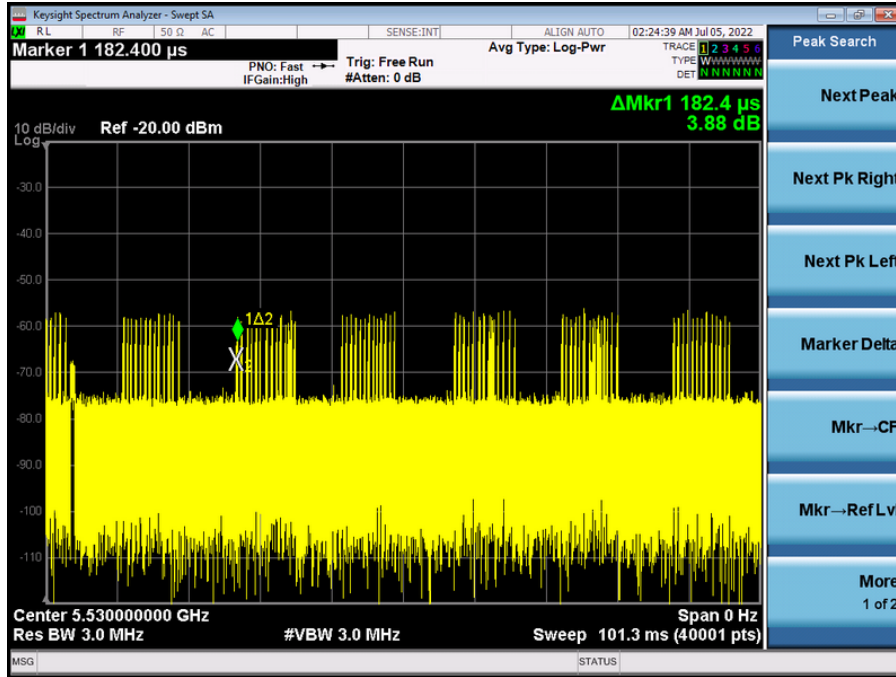 Keysight Spectrum Analyzer - Swept SA
RL RF 50 Ω AC SENSE:INT ALIGN AUTO 02:24:39 AM Jul 05, 2022
Marker 1 182.400 µs
PNO: Fast
IFGain:High
Trig: Free Run
#Atten: 0 dB
Avg Type: Log-Pwr
TRACE 1 2 3 4 5 6
TYPE WWWWWW
DET N N N N N N
Peak Search
Next Peak
Next Pk Right
Next Pk Left
Marker Delta
Mkr→CF
Mkr→Ref Lvl
More
1 of 2
ΔMkr1 182.4 µs
3.88 dB
10 dB/div Ref -20.00 dBm
Log
-30.0
-40.0
-50.0
-60.0
-70.0
-80.0
-90.0
-100
-110
1Δ2
2
Center 5.530000000 GHz Span 0 Hz
Res BW 3.0 MHz #VBW 3.0 MHz Sweep 101.3 ms (40001 pts)
MSG STATUS